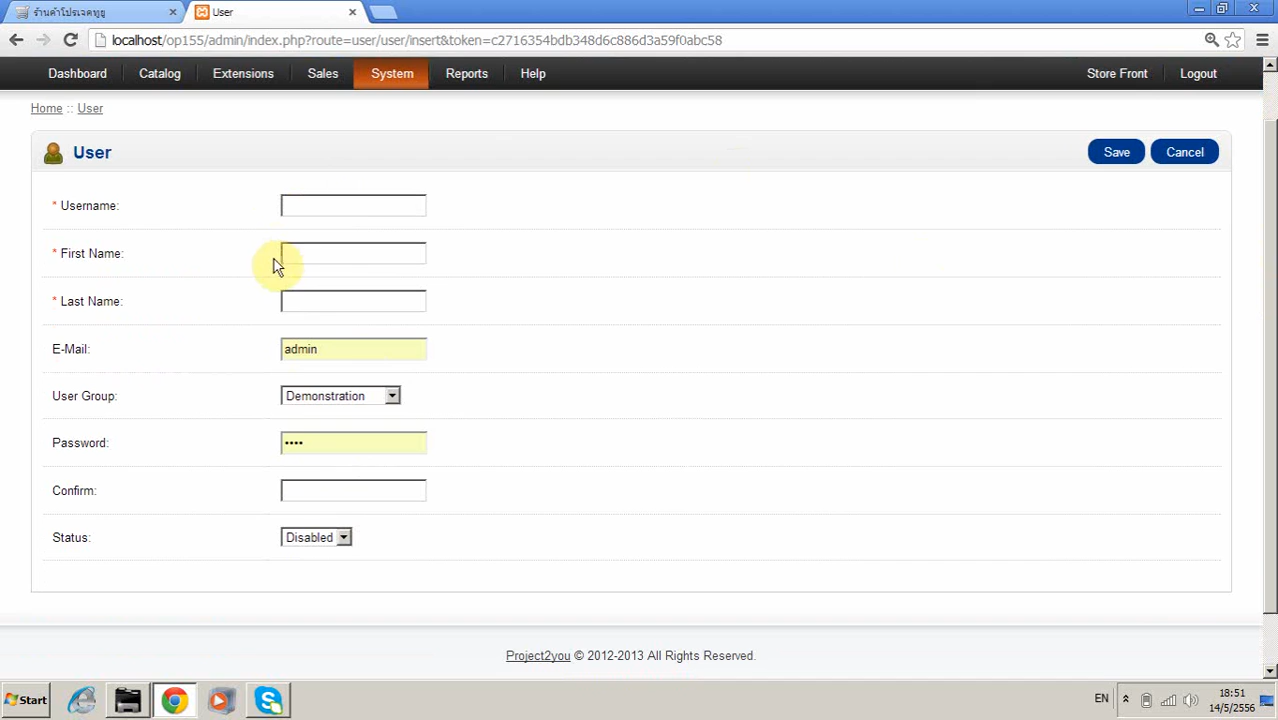 ร้านค้าโปรเจคทูยู
User
localhost/op155/admin/index.php?route=user/user/insert&token=c2716354bdb348d6c886d3a59f0abc58
Dashboard Catalog Extensions Sales System Reports Help Store Front Logout
Home :: User
User Save Cancel
* Username:
* First Name:
* Last Name:
E-Mail: admin
User Group: Demonstration
Password: ••••
Confirm:
Status: Disabled
Project2you © 2012-2013 All Rights Reserved.
Start EN 18:51
14/5/2556